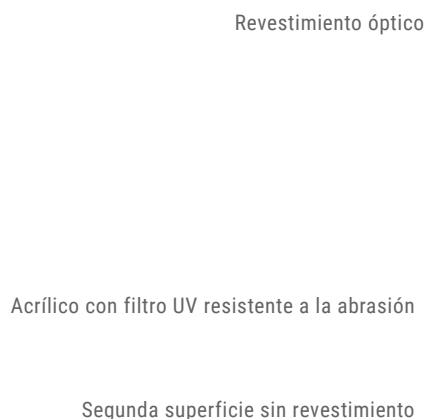 Revestimiento óptico
Acrílico con filtro UV resistente a la abrasión
Segunda superficie sin revestimiento